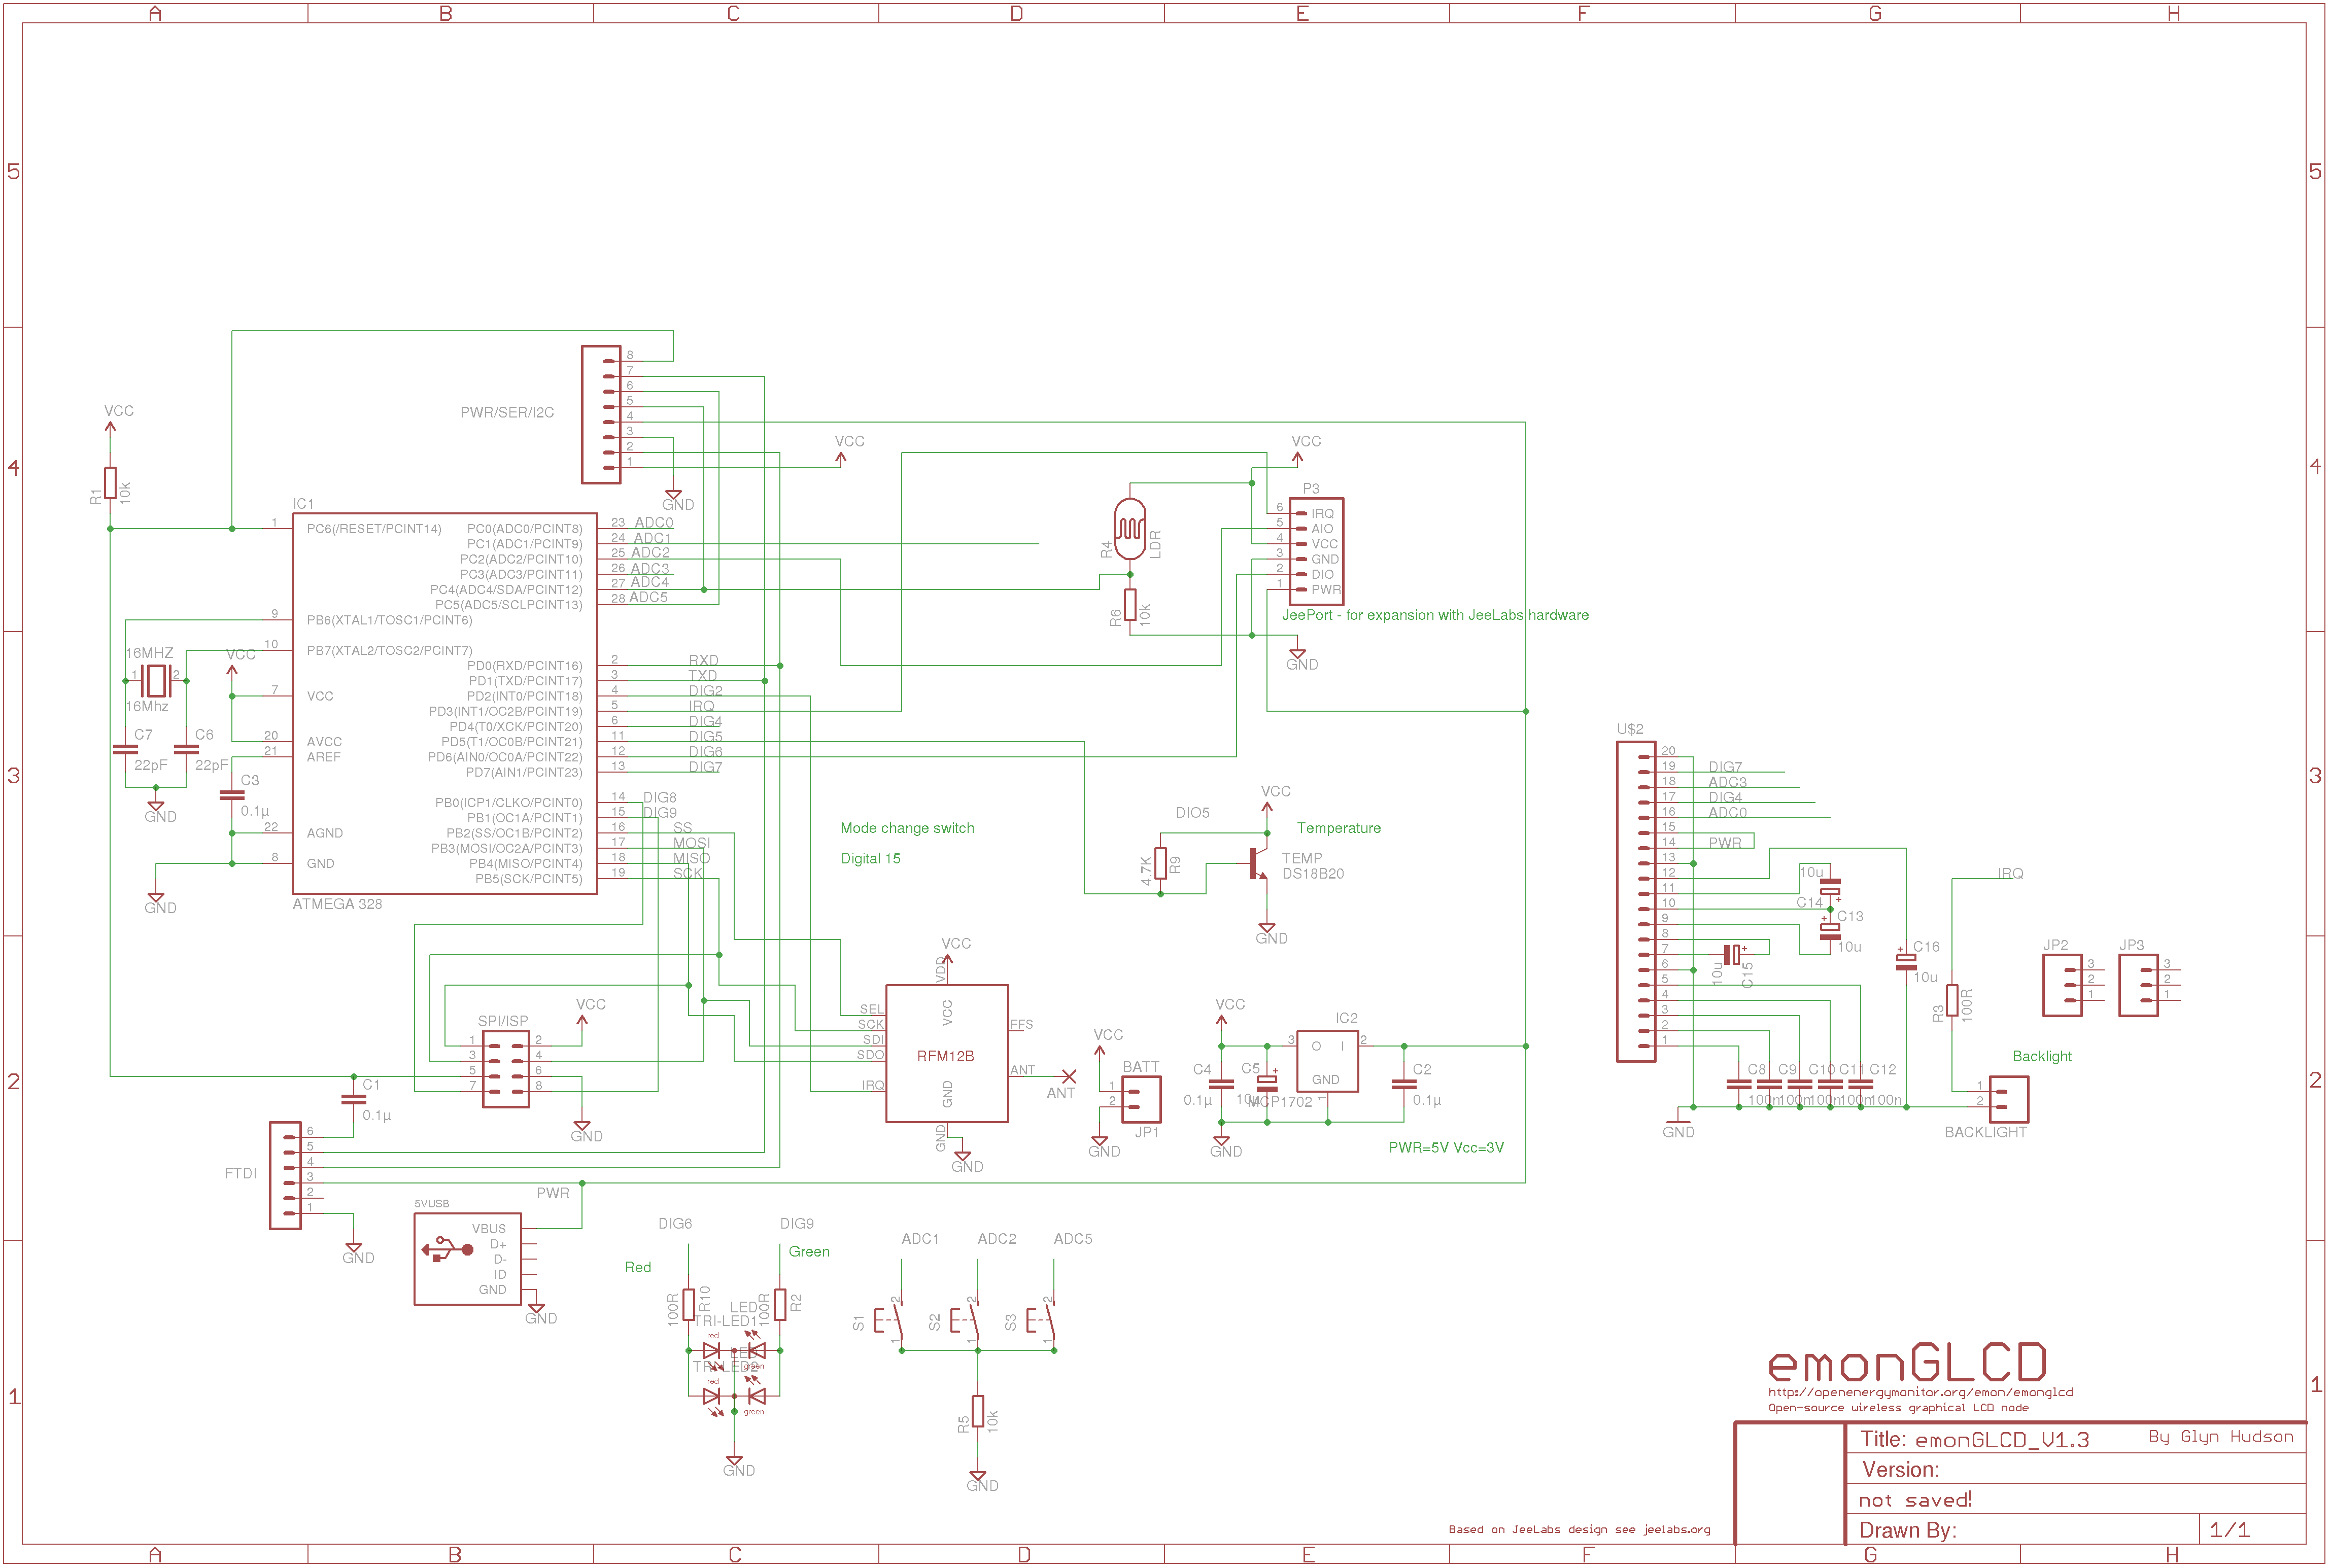 A B C D E F G H
5 5
4 4
3 3
2 2
1 1
A B C D E F G H
VCC
R1
10k
PWR/SER/I2C
8
7
6
5
4
3
2
1
VCC
GND
IC1
1 PC6(/RESET/PCINT14)
9 PB6(XTAL1/TOSC1/PCINT6)
10 PB7(XTAL2/TOSC2/PCINT7)
7 VCC
20 AVCC
21 AREF
22 AGND
8 GND
PC0(ADC0/PCINT8) 23 ADC0
PC1(ADC1/PCINT9) 24 ADC1
PC2(ADC2/PCINT10) 25 ADC2
PC3(ADC3/PCINT11) 26 ADC3
PC4(ADC4/SDA/PCINT12) 27 ADC4
PC5(ADC5/SCLPCINT13) 28 ADC5
PD0(RXD/PCINT16) 2 RXD
PD1(TXD/PCINT17) 3 TXD
PD2(INT0/PCINT18) 4 DIG2
PD3(INT1/OC2B/PCINT19) 5 IRQ
PD4(T0/XCK/PCINT20) 6 DIG4
PD5(T1/OC0B/PCINT21) 11 DIG5
PD6(AIN0/OC0A/PCINT22) 12 DIG6
PD7(AIN1/PCINT23) 13 DIG7
PB0(ICP1/CLKO/PCINT0) 14 DIG8
PB1(OC1A/PCINT1) 15 DIG9
PB2(SS/OC1B/PCINT2) 16 SS
PB3(MOSI/OC2A/PCINT3) 17 MOSI
PB4(MISO/PCINT4) 18 MISO
PB5(SCK/PCINT5) 19 SCK
ATMEGA 328
16MHZ
1 2
16Mhz
VCC
C7
22pF
C6
22pF
GND
C3
0.1µ
GND
R4
LDR
R6
10k
VCC
P3
6 IRQ
5 AIO
4 VCC
3 GND
2 DIO
1 PWR
JeePort - for expansion with JeeLabs hardware
GND
Mode change switch
Digital 15
DIO5
4.7K
R9
VCC
Temperature
TEMP
DS18B20
GND
VCC
VDD
VCC
SEL
SCK
SDI
SDO
IRQ
RFM12B
FFS
ANT
ANT
GND
GND
GND
SPI/ISP
VCC
1 2
3 4
5 6
7 8
GND
C1
0.1µ
FTDI
6
5
4
3
2
1
GND
PWR
5VUSB
VBUS
D+
D-
ID
GND
GND
VCC
BATT
1
2
JP1
GND
VCC
C4
0.1µ
C5
10u
IC2
3 O I 2
GND
1
MCP1702
C2
0.1µ
GND
PWR=5V Vcc=3V
DIG6
DIG9
Red
Green
100R
R10
100R
R2
LED
TRI-LED1
red
green
LED
TRI-LED2
red
green
GND
ADC1
ADC2
ADC5
S1
S2
S3
2 2 2
1 1 1
R5
10k
GND
U$2
20
19 DIG7
18 ADC3
17 DIG4
16 ADC0
15
14 PWR
13
12
11
10
9
8
7
6
5
4
3
2
1
10u
C14
C13
10u
10u
C15
C16
10u
C8 C9 C10 C11 C12
100n 100n 100n 100n 100n
GND
IRQ
R3
100R
JP2
3
2
1
JP3
3
2
1
Backlight
1
2
BACKLIGHT
emonGLCD
http://openenergymonitor.org/emon/emonglcd
Open-source wireless graphical LCD node
Title: emonGLCD_V1.3 By Glyn Hudson
Version:
not saved!
Drawn By: 1/1
Based on JeeLabs design see jeelabs.org